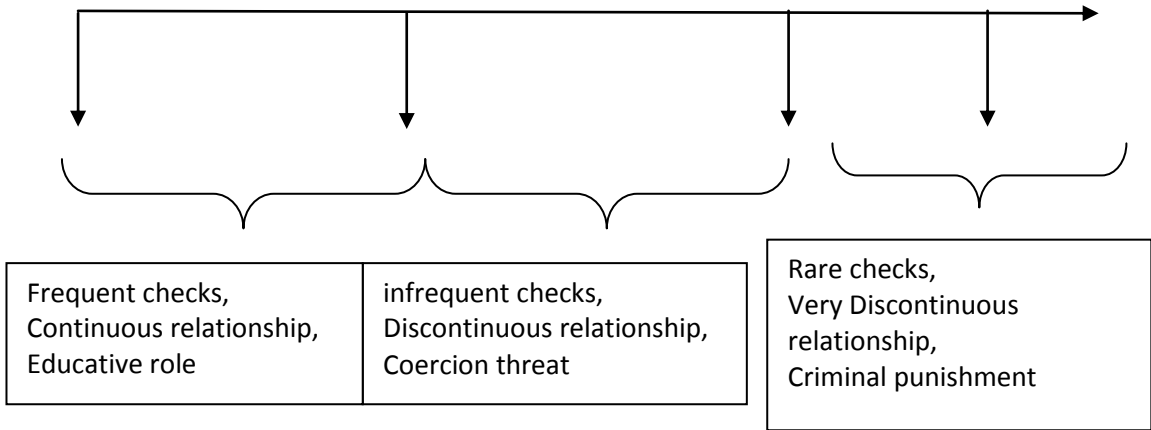 Frequent checks,
Continuous relationship,
Educative role
infrequent checks,
Discontinuous relationship,
Coercion threat
Rare checks,
Very Discontinuous
relationship,
Criminal punishment